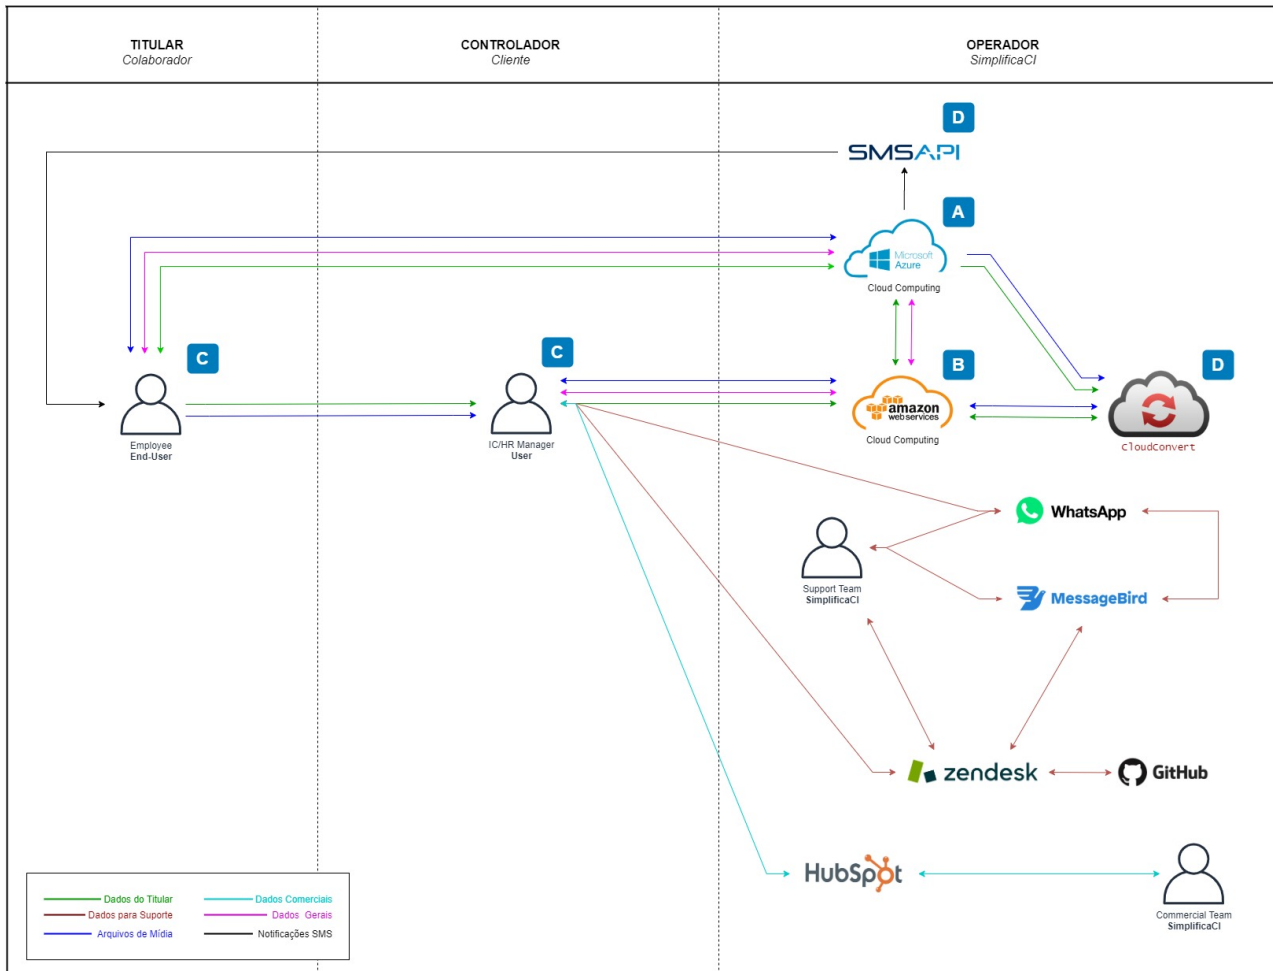 TITULAR
Colaborador
CONTROLADOR
Cliente
OPERADOR
SimplificaCI
D
SMSAPI
A
Microsoft
Azure
Cloud Computing
C
Employee
End-User
C
IC/HR Manager
User
B
amazon
web services
Cloud Computing
D
CloudConvert
WhatsApp
Support Team
SimplificaCI
MessageBird
zendesk
GitHub
HubSpot
Commercial Team
SimplificaCI
Dados do Titular
Dados Comerciais
Dados para Suporte
Dados Gerais
Arquivos de Mídia
Notificações SMS